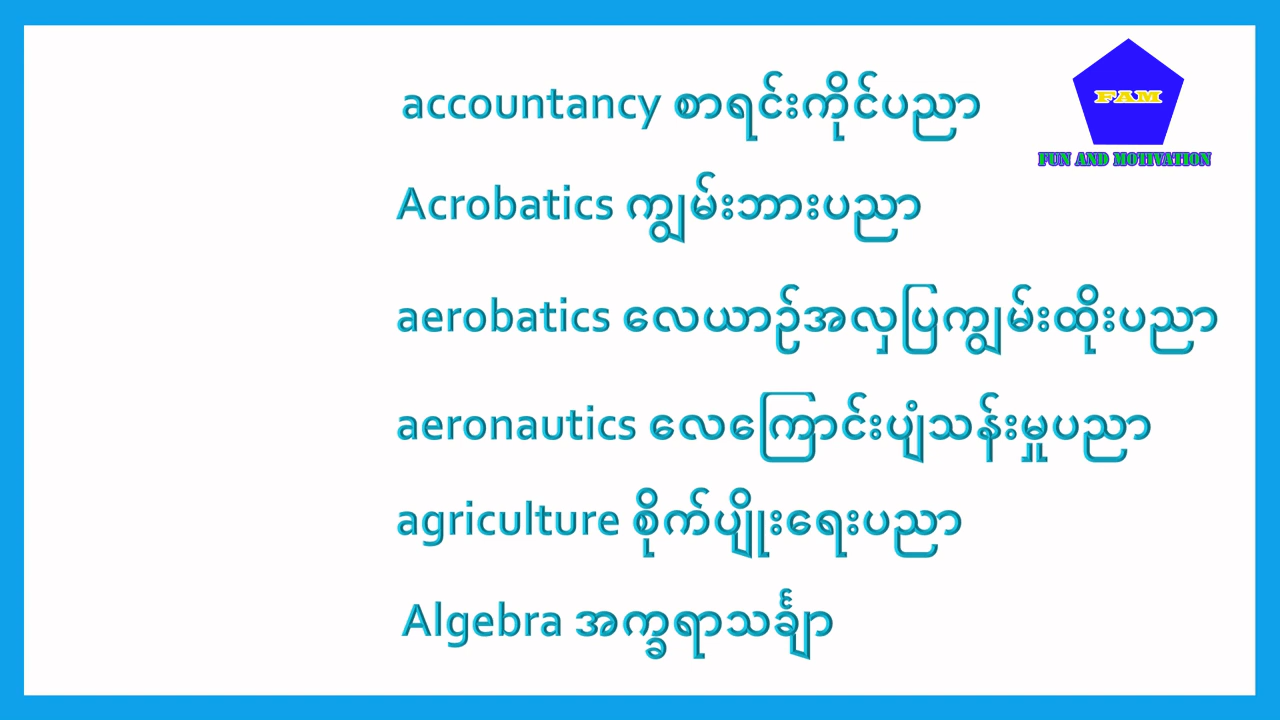 accountancy စာရင်းကိုင်ပညာ
FAM
FUN AND MOTIVATION
Acrobatics ကျွမ်းဘားပညာ
aerobatics လေယာဉ်အလှပြကျွမ်းထိုးပညာ
aeronautics လေကြောင်းပျံသန်းမှုပညာ
agriculture စိုက်ပျိုးရေးပညာ
Algebra အက္ခရာသင်္ချာ